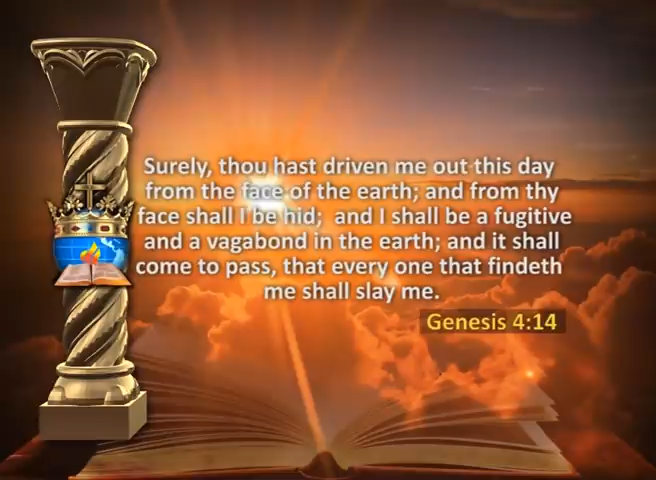 Surely, thou hast driven me out this day
from the face of the earth; and from thy
face shall I be hid; and I shall be a fugitive
and a vagabond in the earth; and it shall
come to pass, that every one that findeth
me shall slay me.
Genesis 4:14